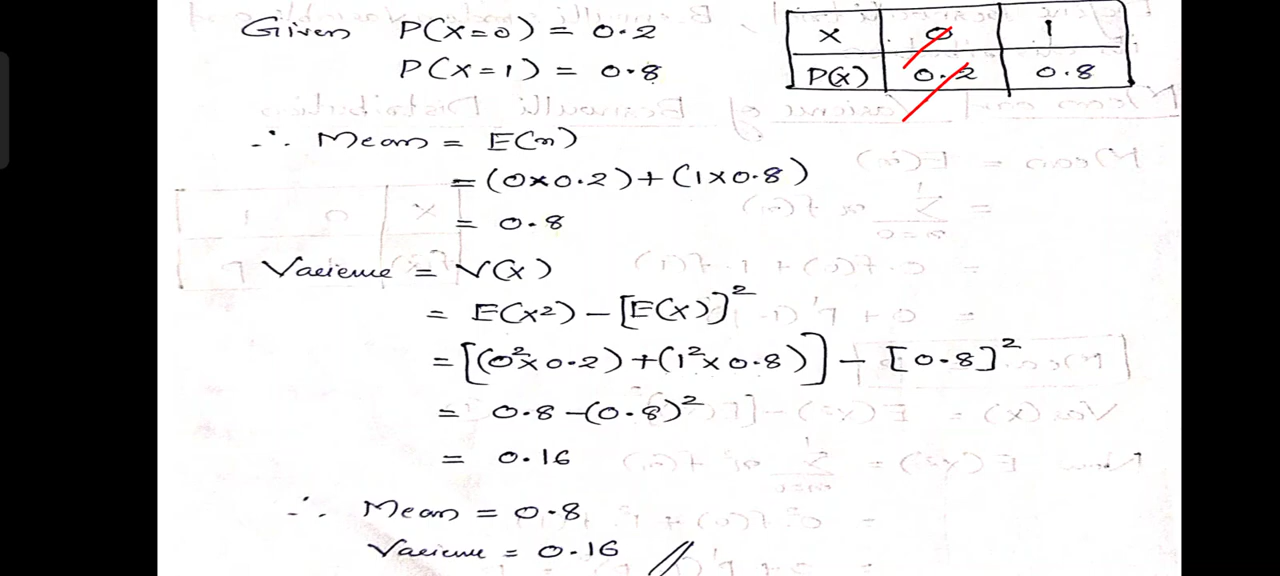 Given P(X=0) = 0.2
P(X=1) = 0.8
X 0 1
P(X) 0.2 0.8
∴ Mean = E(x)
= (0×0.2)+(1×0.8)
= 0.8
Varience = V(X)
= E(X²) − [E(X)]²
= [(0²×0.2)+(1²×0.8)] − [0.8]²
= 0.8−(0.8)²
= 0.16
∴ Mean = 0.8
Varience = 0.16 //